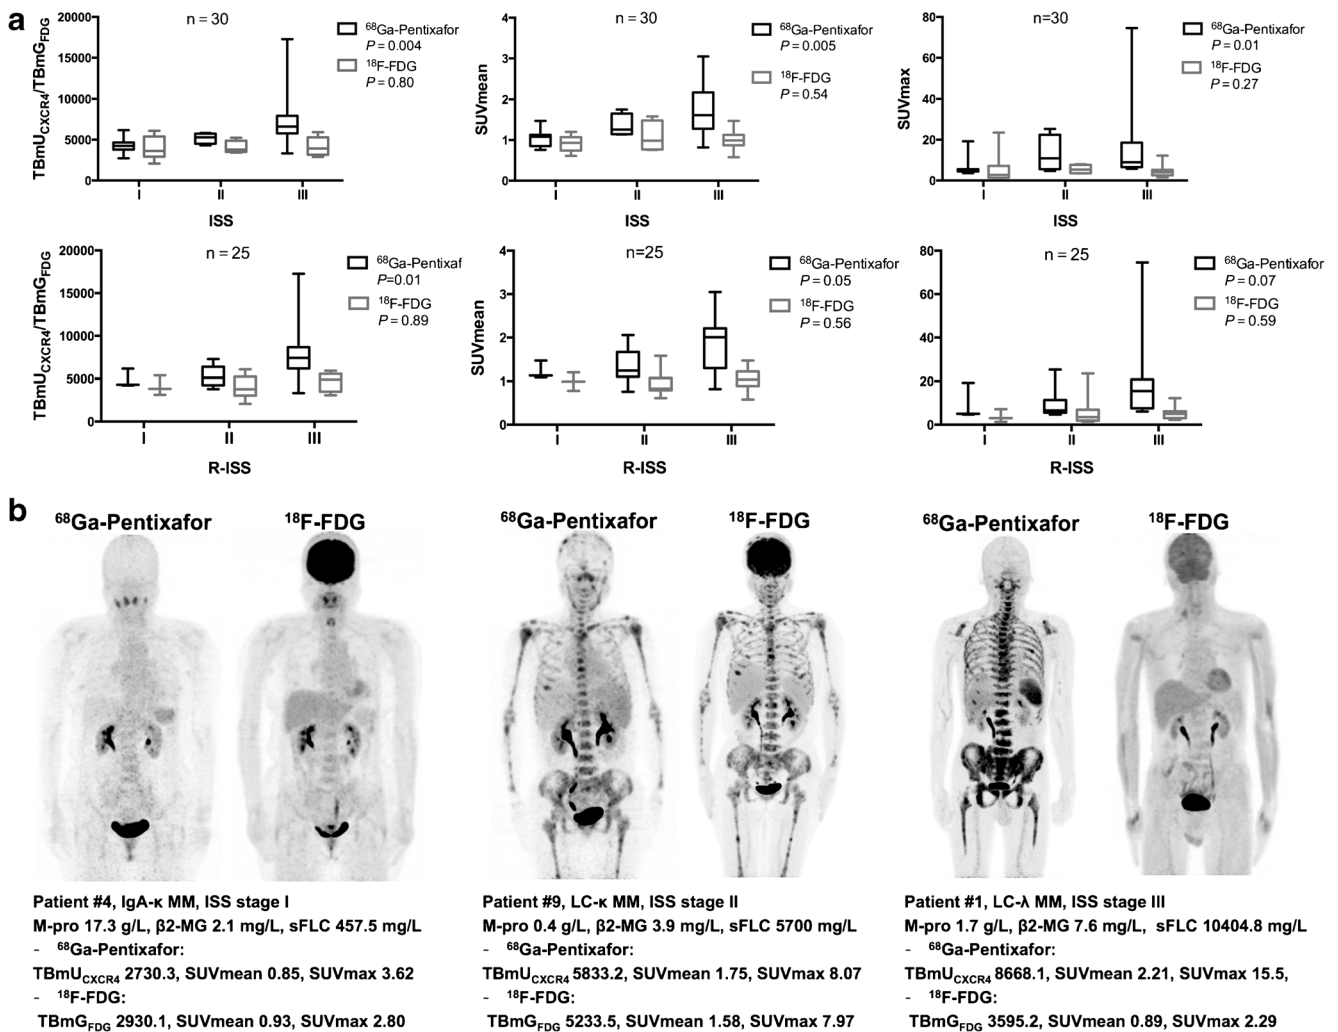 a
n = 30
⁶⁸Ga-Pentixafor
P = 0.004
¹⁸F-FDG
P = 0.80
TBmU_CXCR4/TBmG_FDG
20000
15000
10000
5000
0
I II III
ISS
n = 30
⁶⁸Ga-Pentixafor
P = 0.005
¹⁸F-FDG
P = 0.54
SUVmean
4
3
2
1
0
I II III
ISS
n=30
⁶⁸Ga-Pentixafor
P = 0.01
¹⁸F-FDG
P = 0.27
SUVmax
80
60
40
20
0
I II III
ISS
n = 25
⁶⁸Ga-Pentixaf
P=0.01
¹⁸F-FDG
P = 0.89
TBmU_CXCR4/TBmG_FDG
20000
15000
10000
5000
0
I II III
R-ISS
n=25
⁶⁸Ga-Pentixafor
P = 0.05
¹⁸F-FDG
P = 0.56
SUVmean
4
3
2
1
0
I II III
R-ISS
n = 25
⁶⁸Ga-Pentixafor
P = 0.07
¹⁸F-FDG
P = 0.59
80
60
40
20
0
I II III
R-ISS
b
⁶⁸Ga-Pentixafor ¹⁸F-FDG
Patient #4, IgA-κ MM, ISS stage I
M-pro 17.3 g/L, β2-MG 2.1 mg/L, sFLC 457.5 mg/L
- ⁶⁸Ga-Pentixafor:
TBmU_CXCR4 2730.3, SUVmean 0.85, SUVmax 3.62
- ¹⁸F-FDG:
TBmG_FDG 2930.1, SUVmean 0.93, SUVmax 2.80
⁶⁸Ga-Pentixafor ¹⁸F-FDG
Patient #9, LC-κ MM, ISS stage II
M-pro 0.4 g/L, β2-MG 3.9 mg/L, sFLC 5700 mg/L
- ⁶⁸Ga-Pentixafor:
TBmU_CXCR4 5833.2, SUVmean 1.75, SUVmax 8.07
- ¹⁸F-FDG:
TBmG_FDG 5233.5, SUVmean 1.58, SUVmax 7.97
⁶⁸Ga-Pentixafor ¹⁸F-FDG
Patient #1, LC-λ MM, ISS stage III
M-pro 1.7 g/L, β2-MG 7.6 mg/L, sFLC 10404.8 mg/L
- ⁶⁸Ga-Pentixafor:
TBmU_CXCR4 8668.1, SUVmean 2.21, SUVmax 15.5,
- ¹⁸F-FDG:
TBmG_FDG 3595.2, SUVmean 0.89, SUVmax 2.29